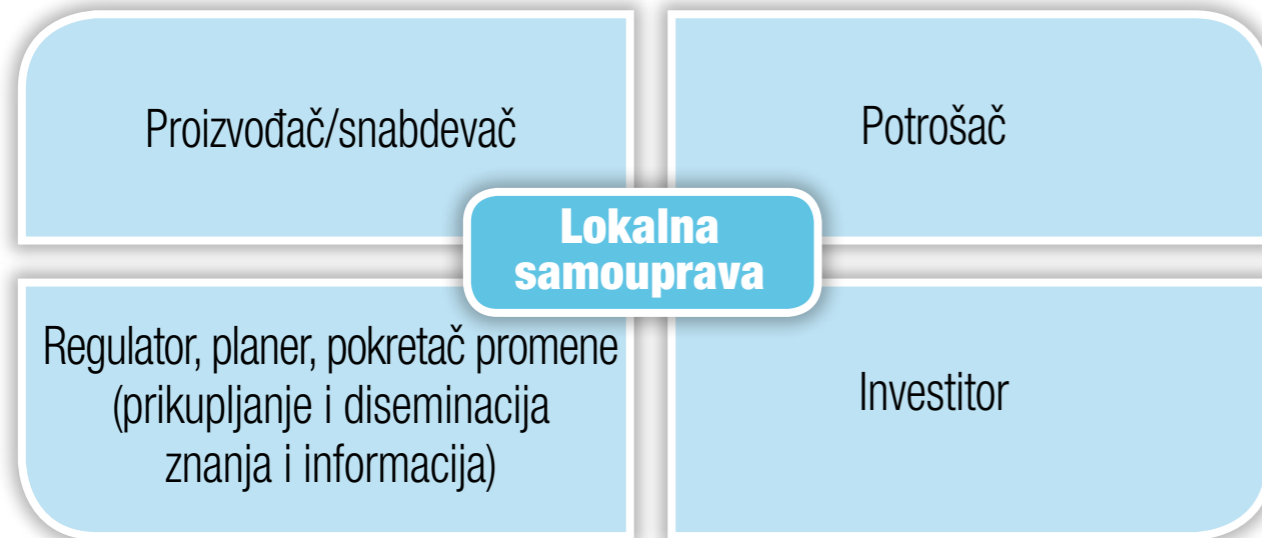 Proizvođač/snabdevač
Potrošač
Lokalna
samouprava
Regulator, planer, pokretač promene
(prikupljanje i diseminacija
znanja i informacija)
Investitor